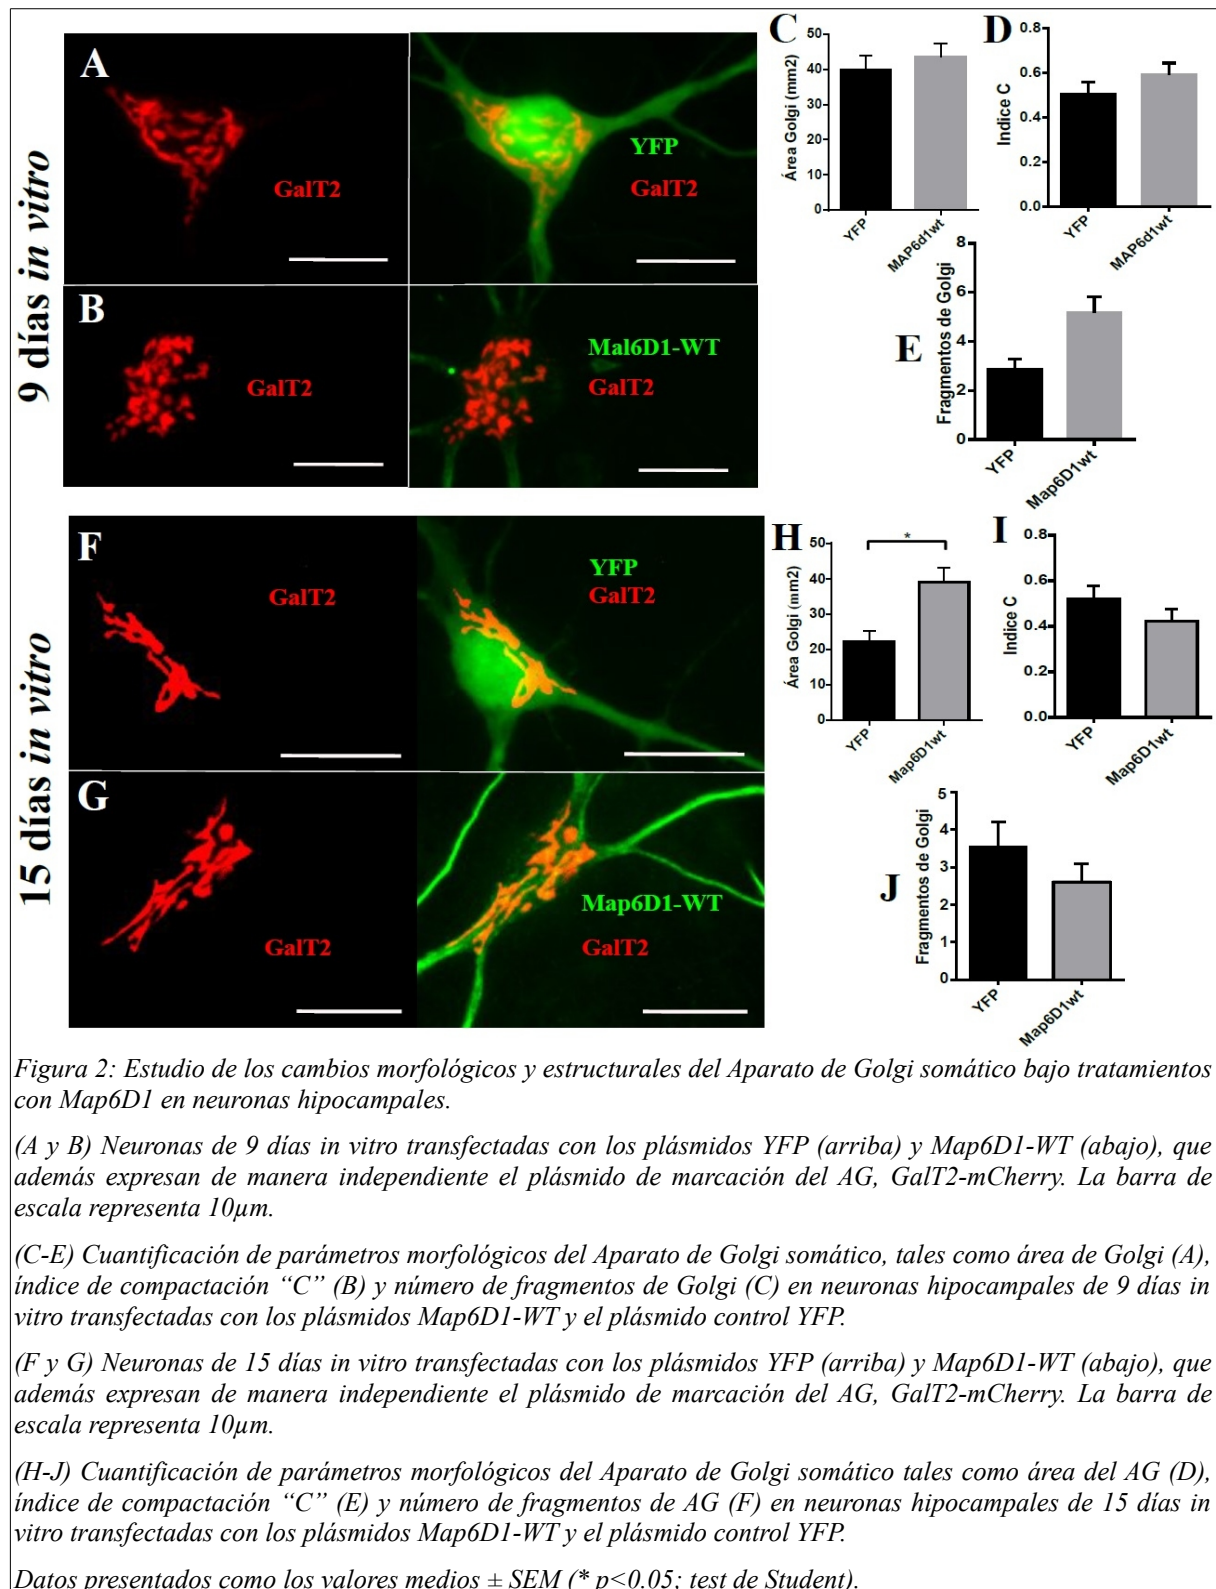 9 días in vitro
A
GalT2
YFP
GalT2
B
GalT2
Mal6D1-WT
GalT2
C
Área Golgi (mm2)
50
40
30
20
10
0
YFP
MAP6d1wt
D
Indice C
0.8
0.6
0.4
0.2
0.0
YFP
MAP6d1wt
E
Fragmentos de Golgi
8
6
4
2
0
YFP
Map6D1wt
15 días in vitro
F
GalT2
YFP
GalT2
G
GalT2
Map6D1-WT
GalT2
H
Área Golgi (mm2)
50
40
30
20
10
0
*
YFP
Map6D1wt
I
Indice C
0.8
0.6
0.4
0.2
0.0
YFP
Map6D1wt
J
Fragmentos de Golgi
5
4
3
2
1
0
YFP
Map6D1wt
Figura 2: Estudio de los cambios morfológicos y estructurales del Aparato de Golgi somático bajo tratamientos
con Map6D1 en neuronas hipocampales.
(A y B) Neuronas de 9 días in vitro transfectadas con los plásmidos YFP (arriba) y Map6D1-WT (abajo), que
además expresan de manera independiente el plásmido de marcación del AG, GalT2-mCherry. La barra de
escala representa 10µm.
(C-E) Cuantificación de parámetros morfológicos del Aparato de Golgi somático, tales como área de Golgi (A),
índice de compactación “C” (B) y número de fragmentos de Golgi (C) en neuronas hipocampales de 9 días in
vitro transfectadas con los plásmidos Map6D1-WT y el plásmido control YFP.
(F y G) Neuronas de 15 días in vitro transfectadas con los plásmidos YFP (arriba) y Map6D1-WT (abajo), que
además expresan de manera independiente el plásmido de marcación del AG, GalT2-mCherry. La barra de
escala representa 10µm.
(H-J) Cuantificación de parámetros morfológicos del Aparato de Golgi somático tales como área del AG (D),
índice de compactación “C” (E) y número de fragmentos de AG (F) en neuronas hipocampales de 15 días in
vitro transfectadas con los plásmidos Map6D1-WT y el plásmido control YFP.
Datos presentados como los valores medios ± SEM (* p<0.05; test de Student).